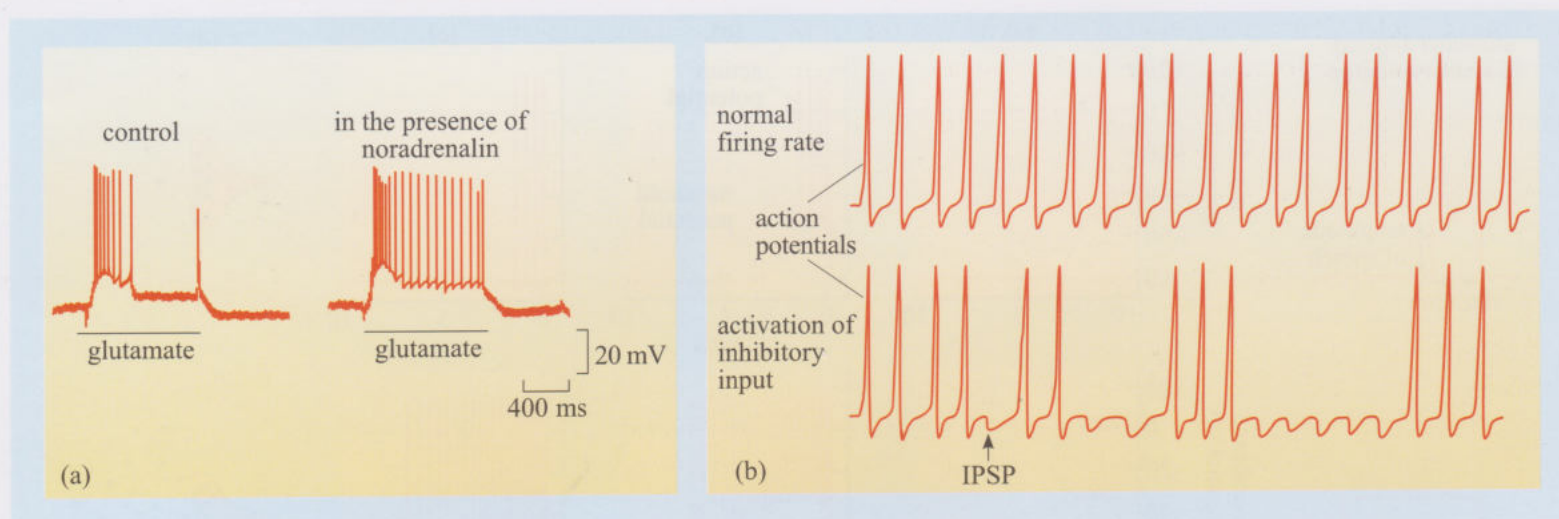 control
in the presence of
noradrenalin
glutamate
glutamate
20 mV
400 ms
(a)
normal
firing rate
action
potentials
activation of
inhibitory
input
IPSP
(b)